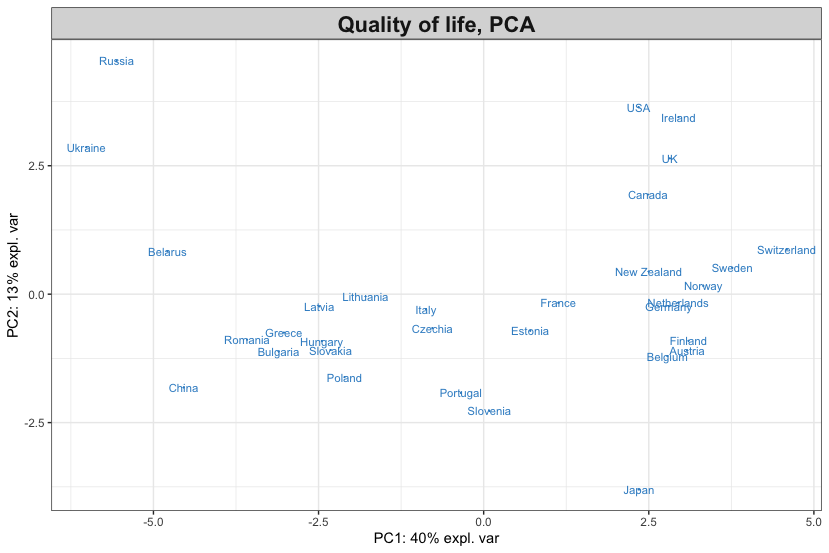 Quality of life, PCA
Russia
USA
Ireland
Ukraine
UK
2.5
Canada
Belarus
Switzerland
New Zealand
Sweden
Norway
0.0
Lithuania
Latvia
Italy
France
Netherlands
Germany
Czechia
Estonia
Greece
Romania
Hungary
Finland
Bulgaria
Slovakia
Austria
Belgium
Poland
China
Portugal
Slovenia
-2.5
Japan
-5.0
-2.5
0.0
2.5
5.0
PC1: 40% expl. var
PC2: 13% expl. var